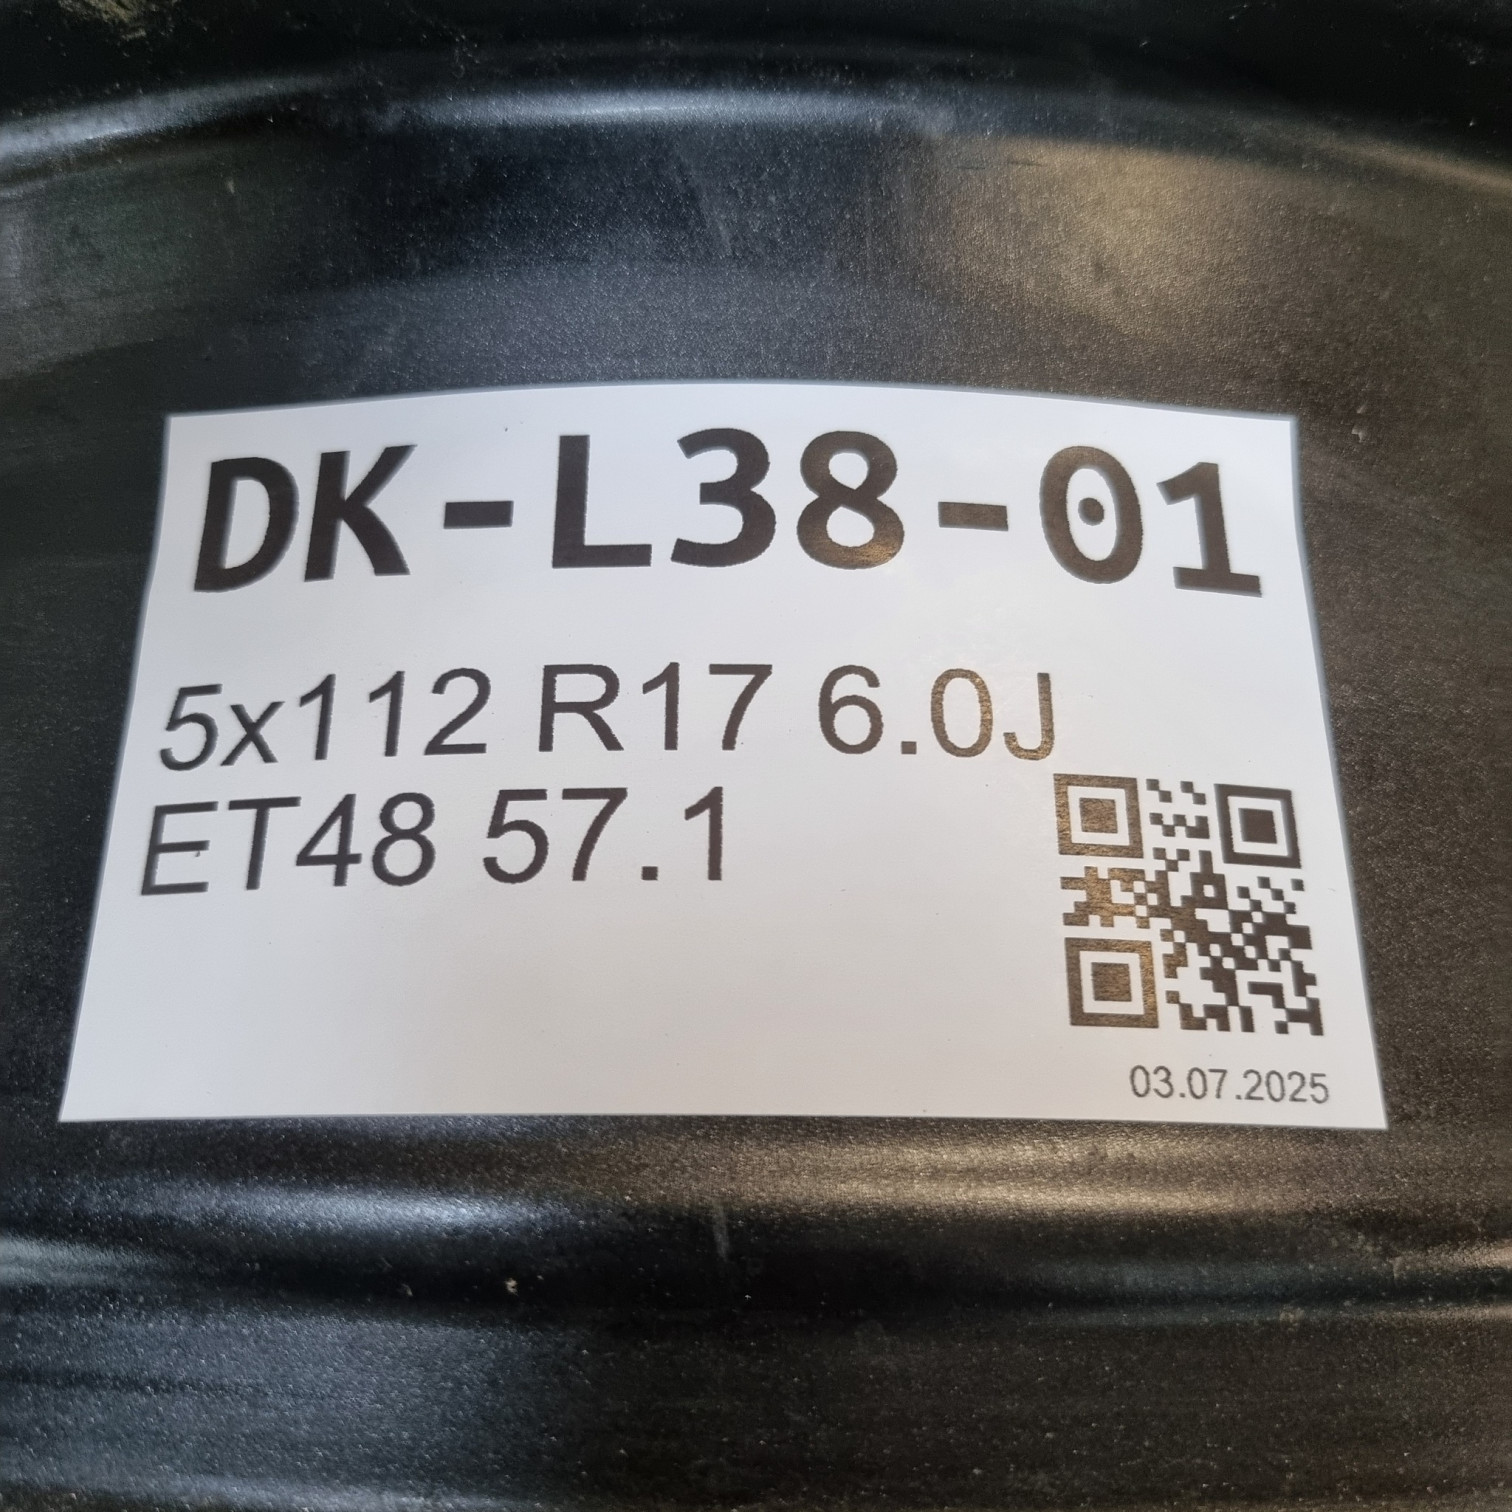 DK-L38-01
5x112 R17 6.0J
ET48 57.1
03.07.2025